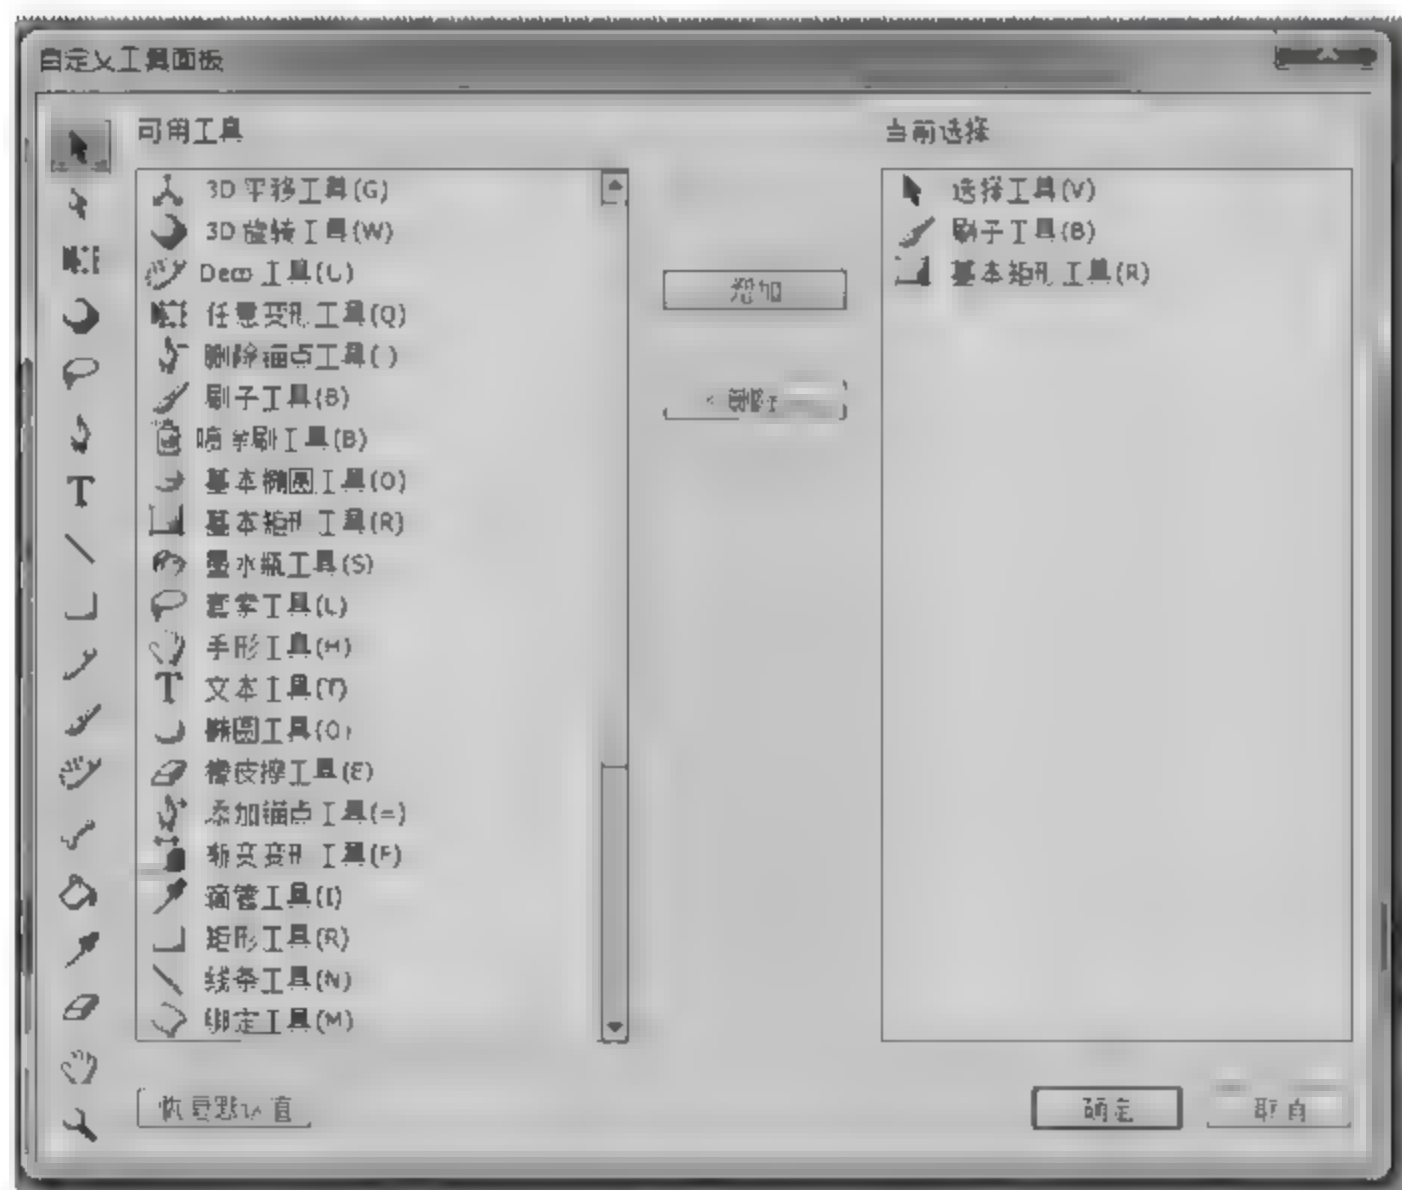 自定义工具面板
可用工具
3D 平移工具(G)
3D 旋转工具(W)
Deco 工具(U)
任意变形工具(Q)
删除锚点工具(-)
刷子工具(B)
喷涂刷工具(B)
基本椭圆工具(O)
基本矩形工具(R)
墨水瓶工具(S)
套索工具(L)
手形工具(H)
文本工具(T)
椭圆工具(O)
橡皮擦工具(E)
添加锚点工具(=)
渐变变形工具(F)
滴管工具(I)
矩形工具(R)
线条工具(N)
绑定工具(M)
增加
< 删除
当前选择
选择工具(V)
刷子工具(B)
基本矩形工具(R)
恢复默认值
确定
取消